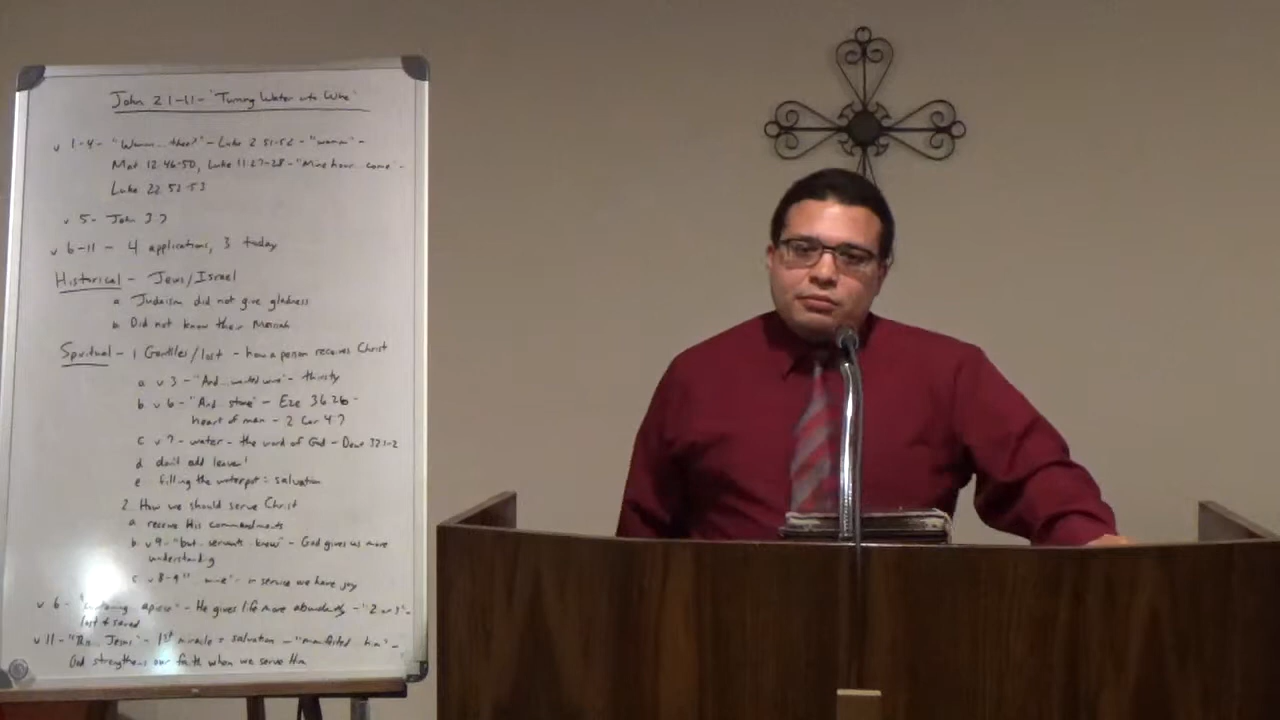 John 2 1-11 - "Turning Water into Wine"
v 1-4 - "Woman... thee?" - Luke 2 51-52 - "woman" -
Mat 12 46-50, Luke 11 27-28 - "Mine hour... come" -
Luke 22 52-53
v 5 - John 3 7
v 6-11 - 4 applications, 3 today
Historical - Jews/Israel
a Judaism did not give gladness
b Did not know their Messiah
Spiritual - 1 Gentiles/lost - how a person receives Christ
a v 3 - "And... wanted wine" - thirsty
b v 6 - "And... stone" - Eze 36 26 -
heart of man - 2 Cor 4 7
c v 7 - water - the word of God - Deut 32 1-2
d don't add leaven!
e filling the waterpot = salvation
2. How we should serve Christ
a receive His commandments
b v 9 - "but... servants... knew" - God gives us more
understanding
c v 8-9 " wine" - in service we have joy
v 6 - apiece" - He gives life more abundantly - "2 or 3" -
lost & saved
v 11 - "This... Jesus" - 1st miracle = salvation - "manifested him" -
God strengthens our faith when we serve Him